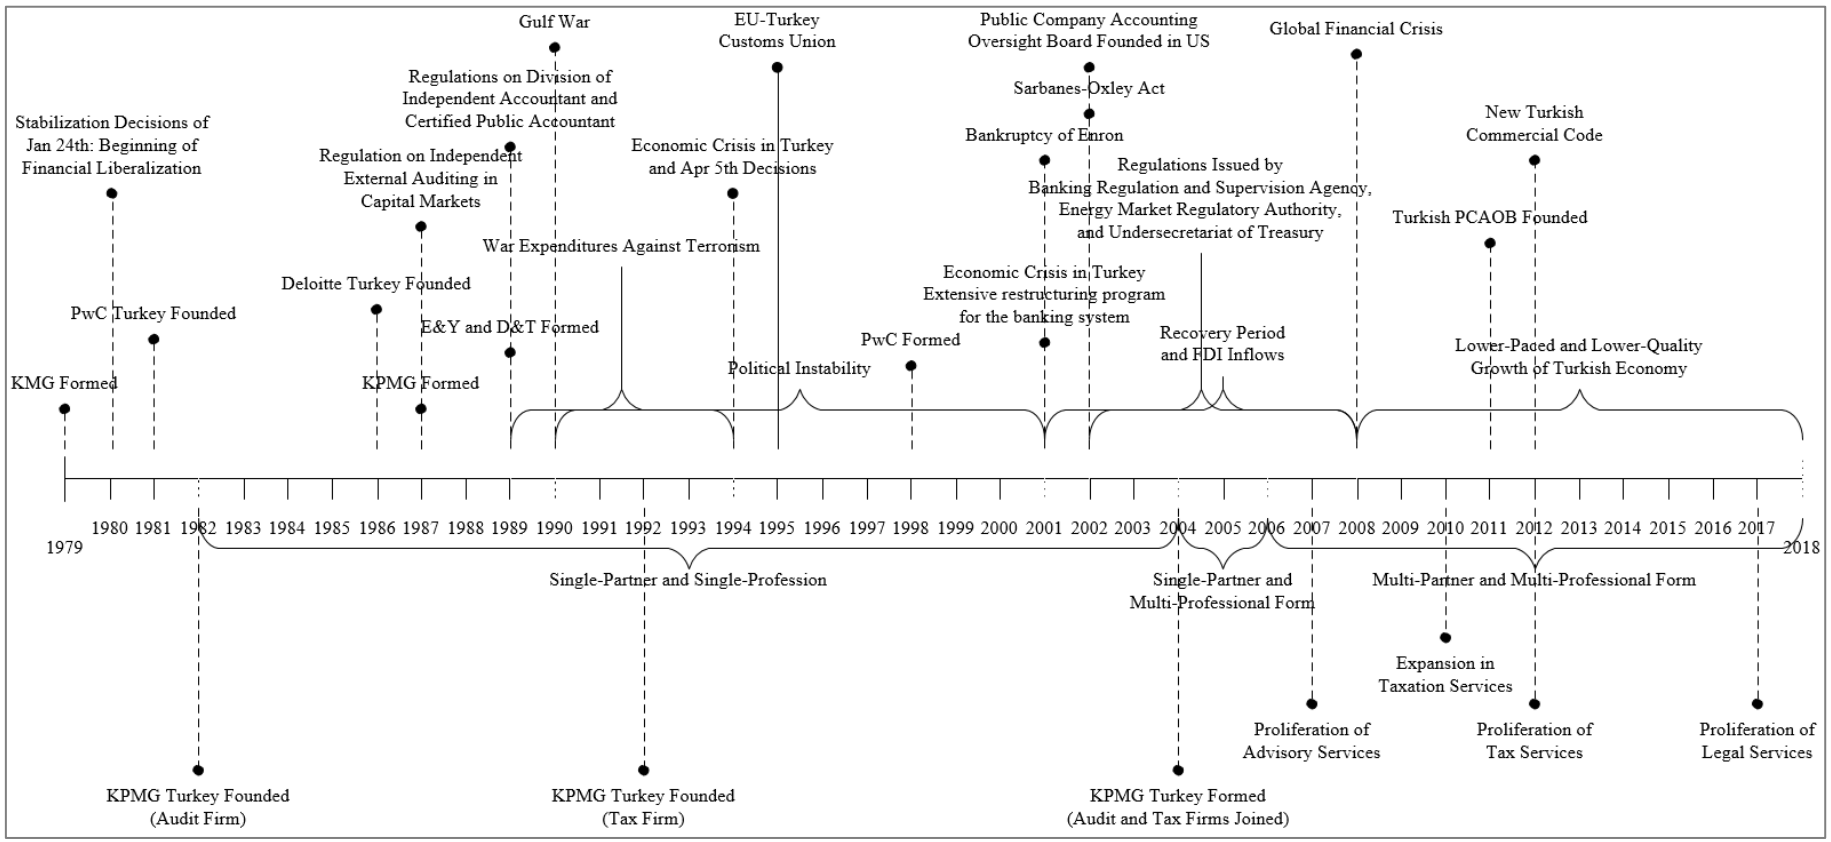 Gulf War
EU-Turkey
Customs Union
Public Company Accounting
Oversight Board Founded in US
Global Financial Crisis
Regulations on Division of
Independent Accountant and
Certified Public Accountant
Sarbanes-Oxley Act
Stabilization Decisions of
Jan 24th: Beginning of
Financial Liberalization
Regulation on Independent
External Auditing in
Capital Markets
Economic Crisis in Turkey
and Apr 5th Decisions
Bankruptcy of Enron
New Turkish
Commercial Code
Regulations Issued by
Banking Regulation and Supervision Agency,
Energy Market Regulatory Authority,
and Undersecretariat of Treasury
Turkish PCAOB Founded
War Expenditures Against Terrorism
Deloitte Turkey Founded
Economic Crisis in Turkey
Extensive restructuring program
for the banking system
PwC Turkey Founded
E&Y and D&T Formed
PwC Formed
Recovery Period
and FDI Inflows
Lower-Paced and Lower-Quality
Growth of Turkish Economy
KMG Formed
KPMG Formed
Political Instability
1979 1980 1981 1982 1983 1984 1985 1986 1987 1988 1989 1990 1991 1992 1993 1994 1995 1996 1997 1998 1999 2000 2001 2002 2003 2004 2005 2006 2007 2008 2009 2010 2011 2012 2013 2014 2015 2016 2017 2018
Single-Partner and Single-Profession
Single-Partner and
Multi-Professional Form
Multi-Partner and Multi-Professional Form
Expansion in
Taxation Services
Proliferation of
Advisory Services
Proliferation of
Tax Services
Proliferation of
Legal Services
KPMG Turkey Founded
(Audit Firm)
KPMG Turkey Founded
(Tax Firm)
KPMG Turkey Formed
(Audit and Tax Firms Joined)